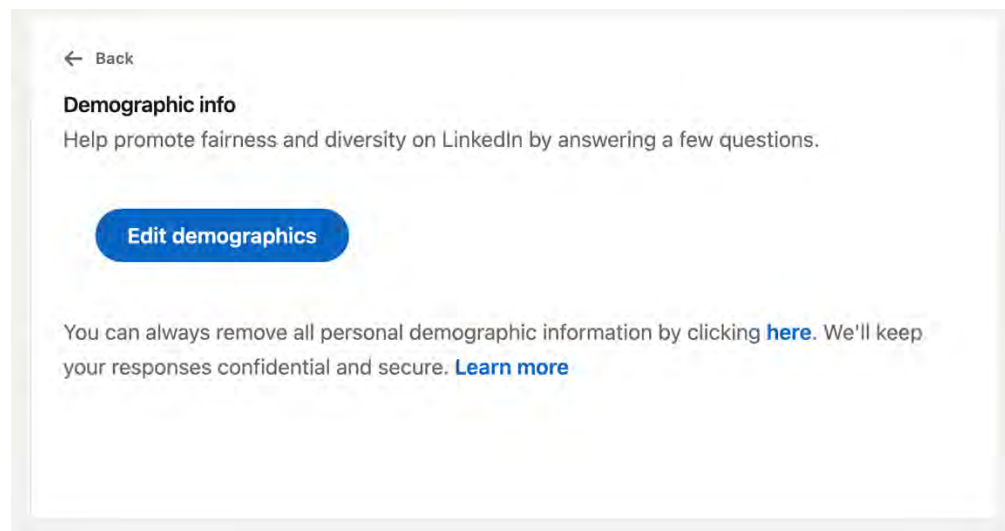 ← Back
Demographic info
Help promote fairness and diversity on LinkedIn by answering a few questions.
Edit demographics
You can always remove all personal demographic information by clicking here. We'll keep
your responses confidential and secure. Learn more